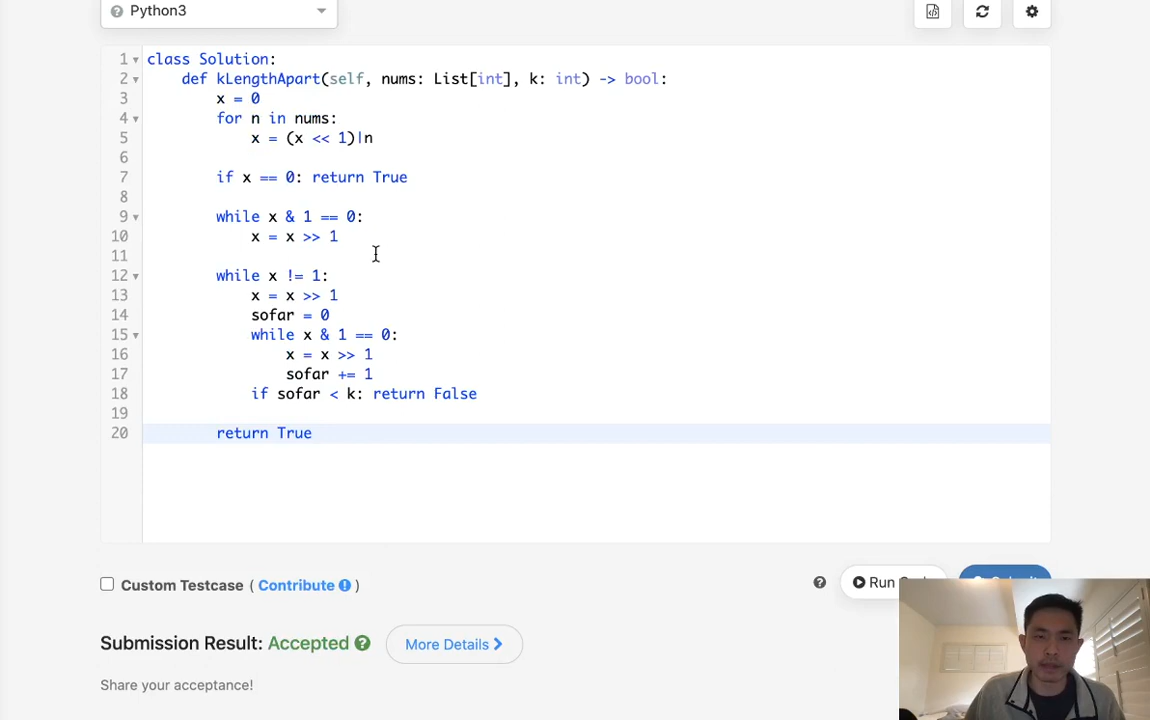 Python3
1 class Solution:
2 def kLengthApart(self, nums: List[int], k: int) -> bool:
3 x = 0
4 for n in nums:
5 x = (x << 1)|n
6
7 if x == 0: return True
8
9 while x & 1 == 0:
10 x = x >> 1
11
12 while x != 1:
13 x = x >> 1
14 sofar = 0
15 while x & 1 == 0:
16 x = x >> 1
17 sofar += 1
18 if sofar < k: return False
19
20 return True
Custom Testcase ( Contribute )
Run
Submission Result: Accepted
More Details
Share your acceptance!